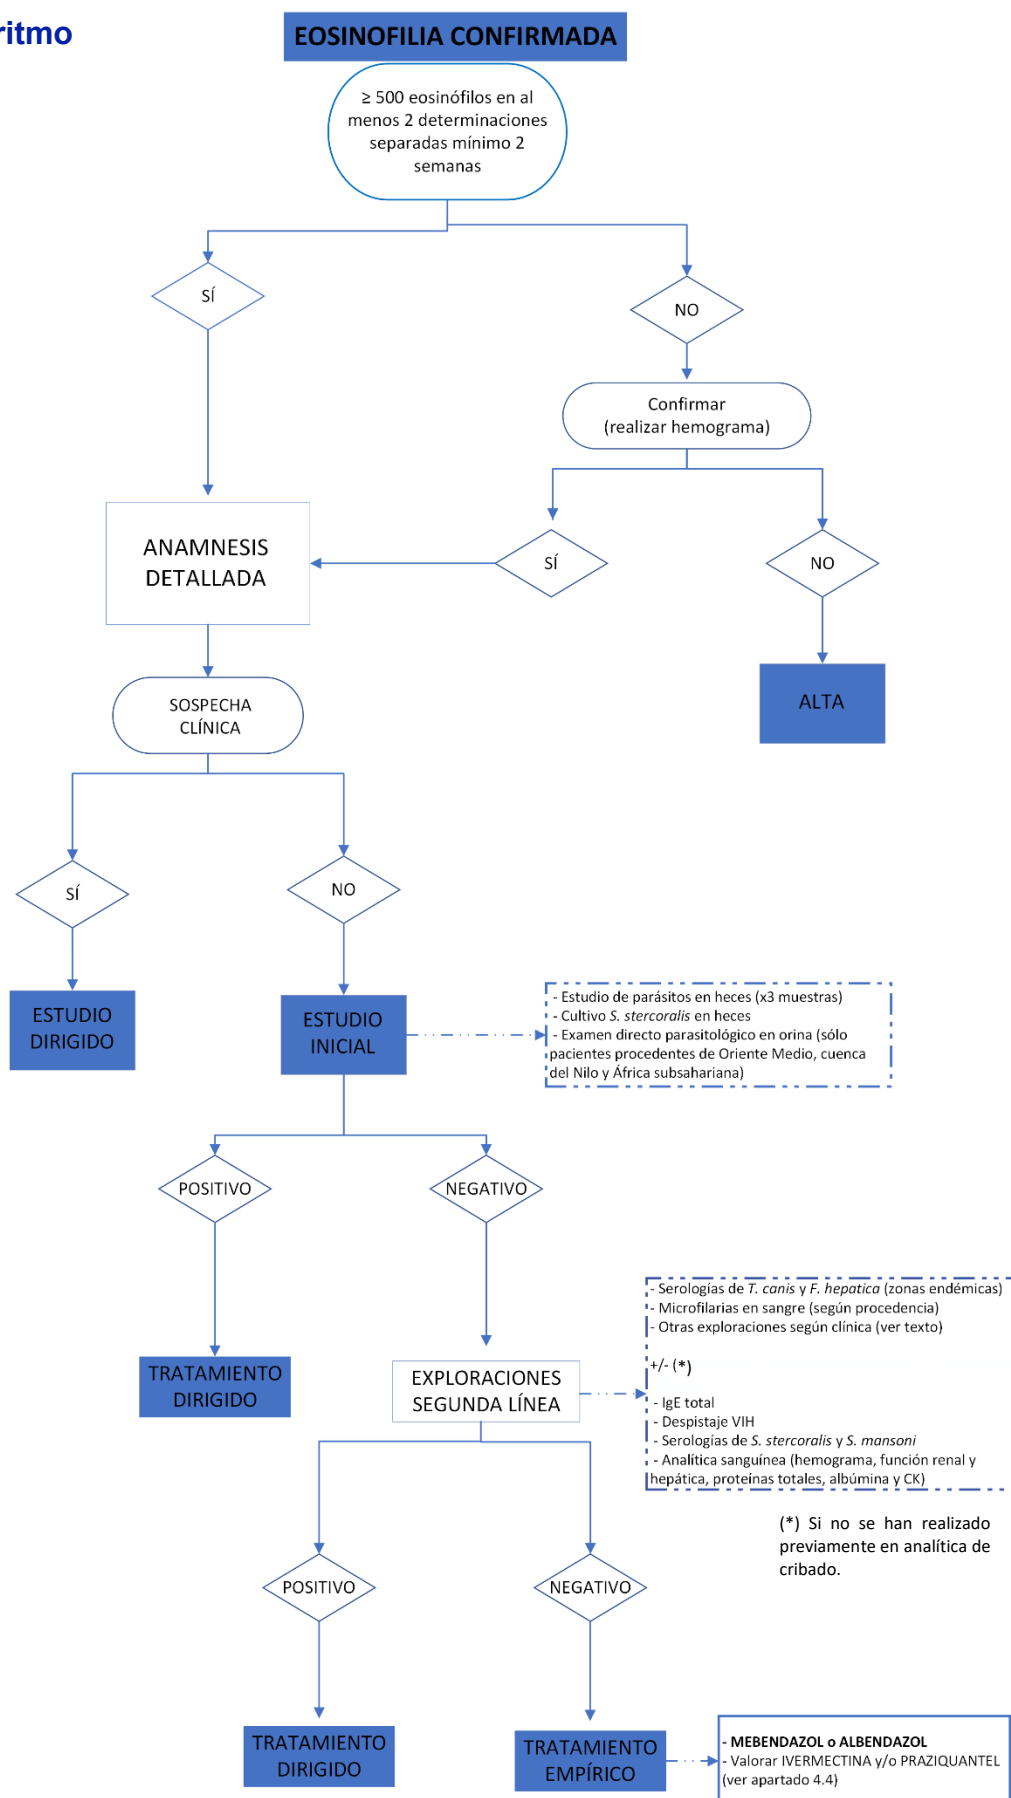 ritmo
EOSINOFILIA CONFIRMADA
≥ 500 eosinófilos en al
menos 2 determinaciones
separadas mínimo 2
semanas
SÍ
NO
Confirmar
(realizar hemograma)
ANAMNESIS
DETALLADA
SÍ
NO
SOSPECHA
CLÍNICA
ALTA
SÍ
NO
ESTUDIO
DIRIGIDO
ESTUDIO
INICIAL
- Estudio de parásitos en heces (x3 muestras)
- Cultivo S. stercoralis en heces
- Examen directo parasitológico en orina (sólo
pacientes procedentes de Oriente Medio, cuenca
del Nilo y África subsahariana)
POSITIVO
NEGATIVO
- Serologías de T. canis y F. hepatica (zonas endémicas)
- Microfilarias en sangre (según procedencia)
- Otras exploraciones según clínica (ver texto)
+/- (*)
- IgE total
- Despistaje VIH
- Serologías de S. stercoralis y S. mansoni
- Analítica sanguínea (hemograma, función renal y
hepática, proteínas totales, albúmina y CK)
TRATAMIENTO
DIRIGIDO
EXPLORACIONES
SEGUNDA LÍNEA
(*) Si no se han realizado
previamente en analítica de
cribado.
POSITIVO
NEGATIVO
TRATAMIENTO
DIRIGIDO
TRATAMIENTO
EMPÍRICO
- MEBENDAZOL o ALBENDAZOL
- Valorar IVERMECTINA y/o PRAZIQUANTEL
(ver apartado 4.4)